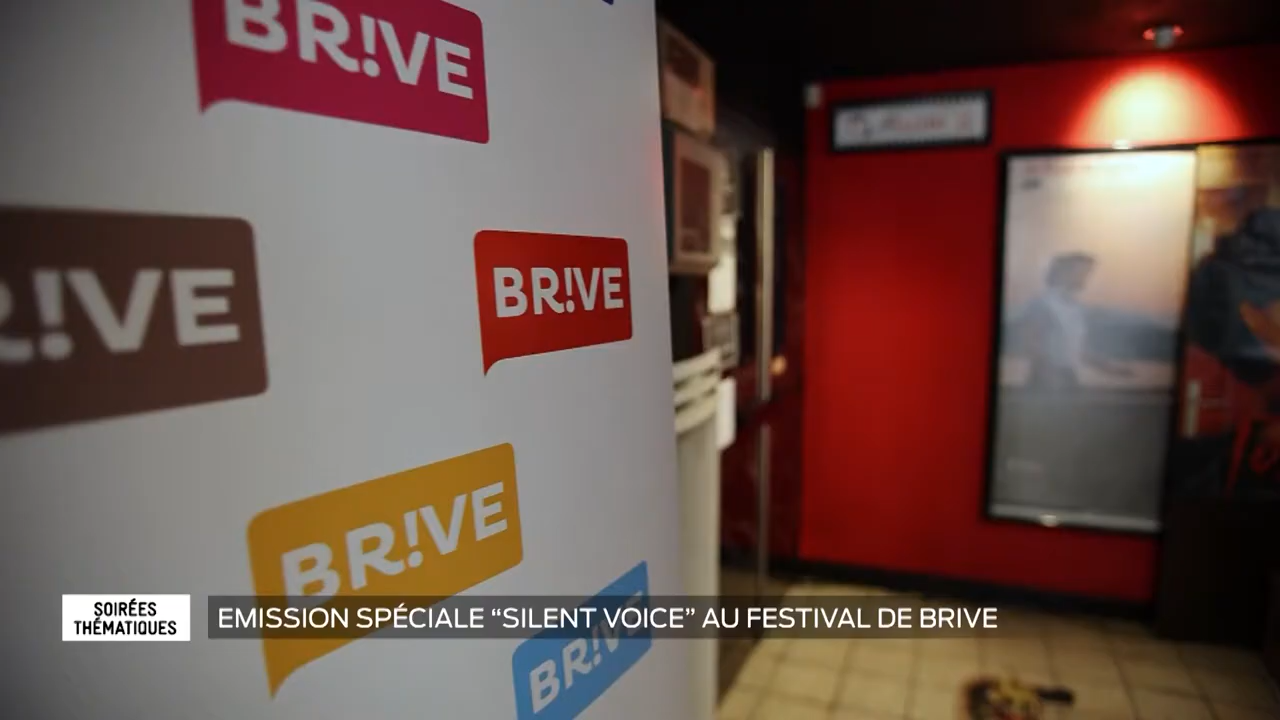 BR!VE
R!VE
BR!VE
BR!VE
SOIRÉES
THÉMATIQUES
EMISSION SPÉCIALE “SILENT VOICE” AU FESTIVAL DE BRIVE
BR!VE